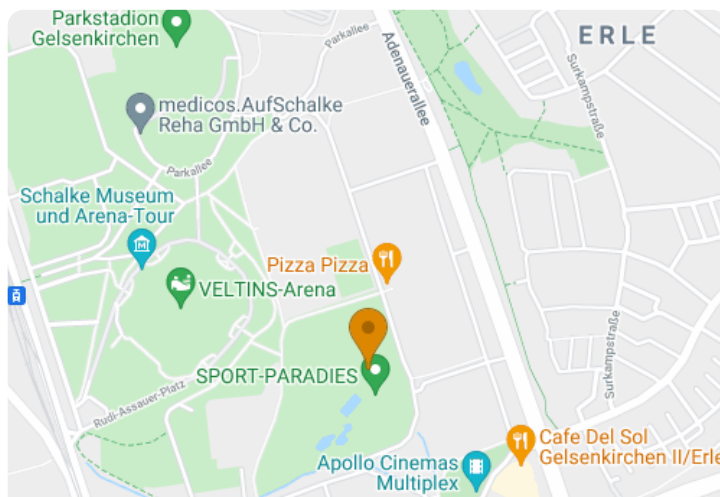 Parkstadion
Gelsenkirchen
ERLE
Parkallee
Adenauerallee
Surkampstraße
medicos.AufSchalke
Reha GmbH & Co.
Parkallee
Schalke Museum
und Arena-Tour
Pizza Pizza
VELTINS-Arena
SPORT-PARADIES
Surkampstraße
Rudi-Assauer-Platz
Cafe Del Sol
Gelsenkirchen II/Erle
Apollo Cinemas
Multiplex